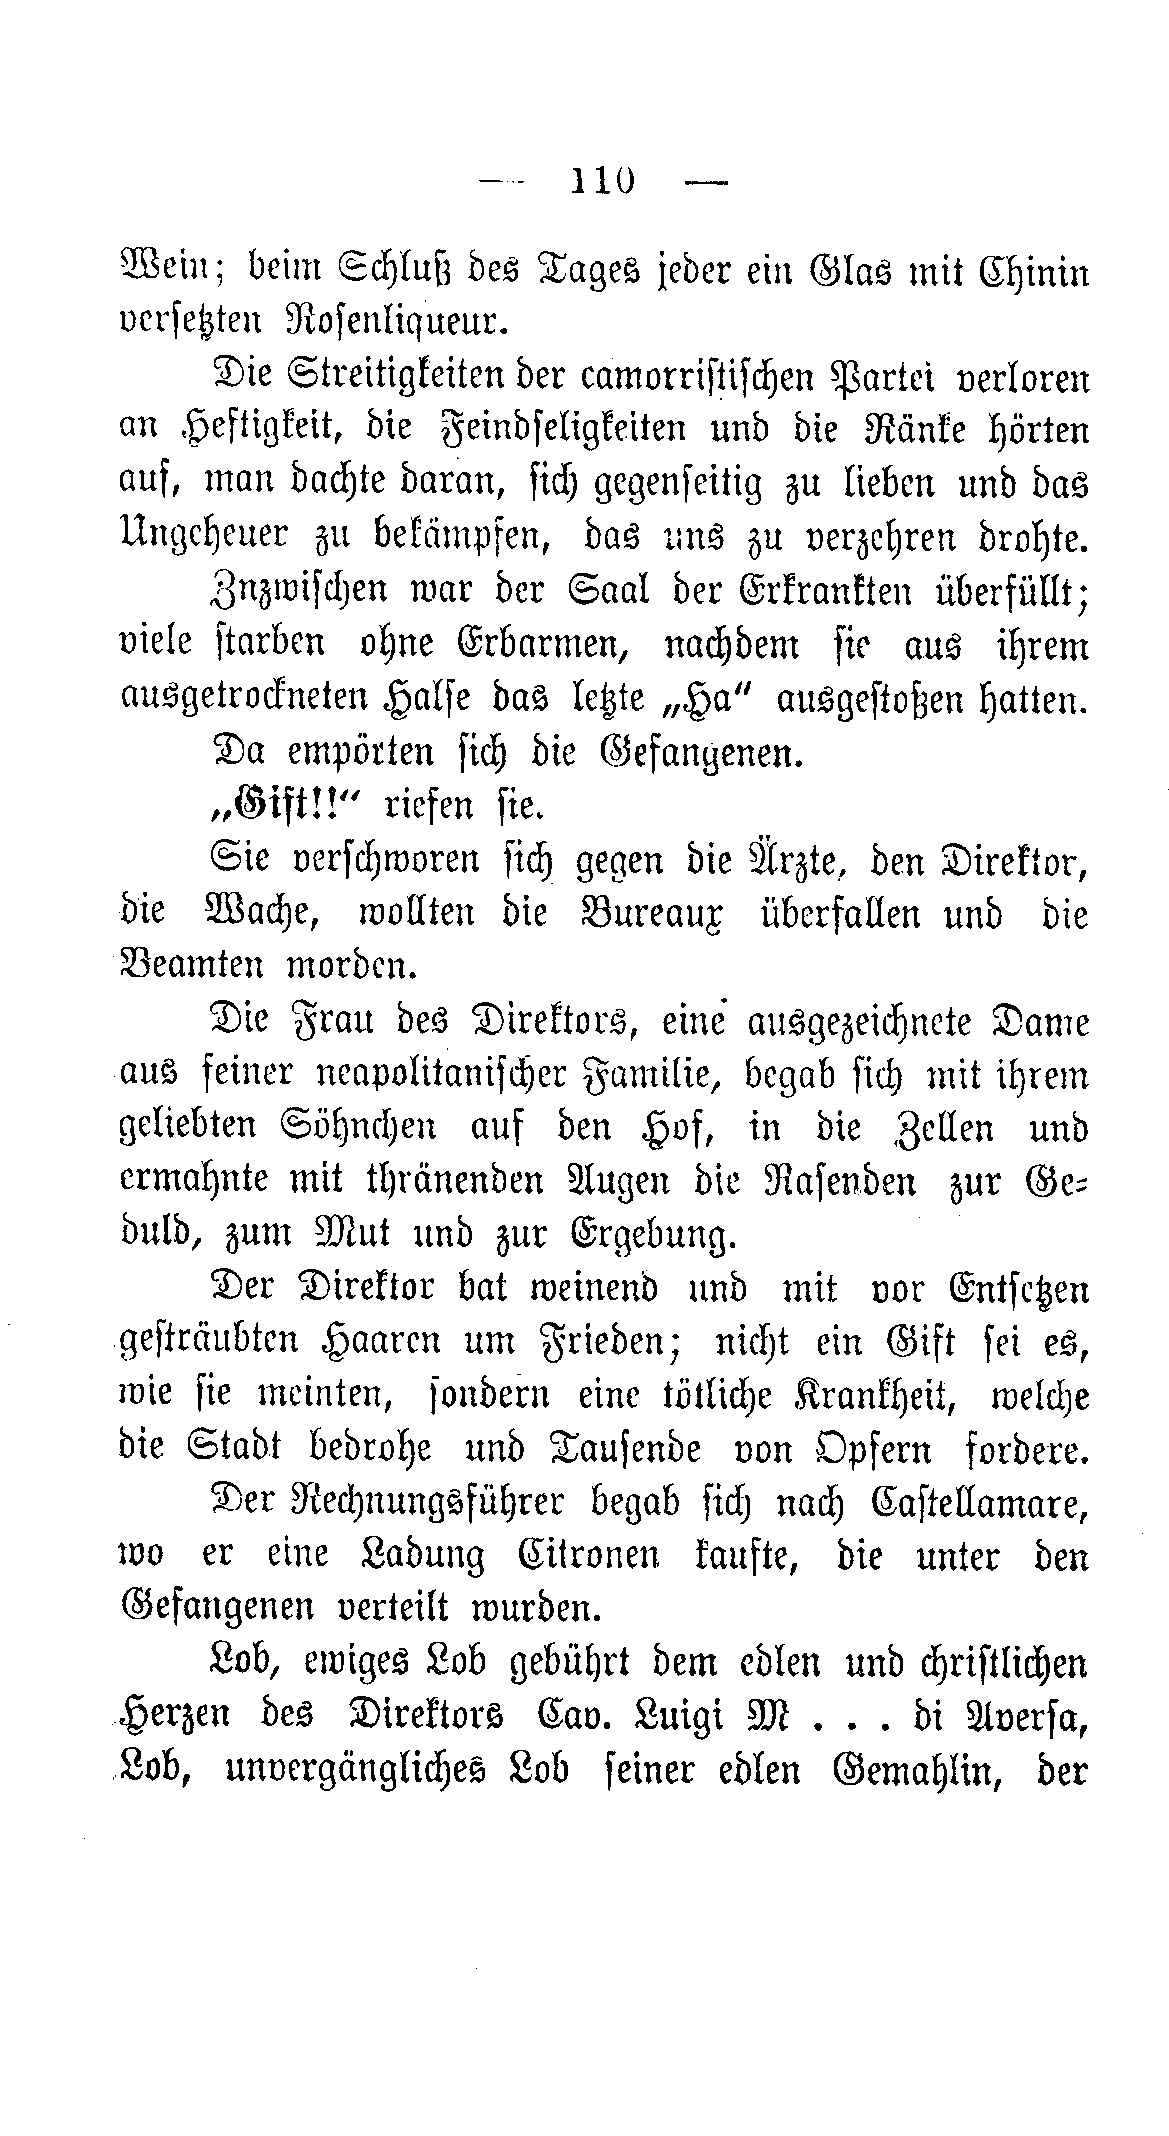 — 110 —
Wein; beim Schluß des Tages jeder ein Glas mit Chinin
versetzten Rosenliqueur.
Die Streitigkeiten der camorristischen Partei verloren
an Heftigkeit, die Feindseligkeiten und die Ränke hörten
auf, man dachte daran, sich gegenseitig zu lieben und das
Ungeheuer zu bekämpfen, das uns zu verzehren drohte.
Inzwischen war der Saal der Erkrankten überfüllt;
viele starben ohne Erbarmen, nachdem sie aus ihrem
ausgetrockneten Halse das letzte „Ha“ ausgestoßen hatten.
Da empörten sich die Gefangenen.
„Gift!!“ riefen sie.
Sie verschworen sich gegen die Ärzte, den Direktor,
die Wache, wollten die Bureaux überfallen und die
Beamten morden.
Die Frau des Direktors, eine ausgezeichnete Dame
aus feiner neapolitanischer Familie, begab sich mit ihrem
geliebten Söhnchen auf den Hof, in die Zellen und
ermahnte mit thränenden Augen die Rasenden zur Ge-
duld, zum Mut und zur Ergebung.
Der Direktor bat weinend und mit vor Entsetzen
gesträubten Haaren um Frieden; nicht ein Gift sei es,
wie sie meinten, sondern eine tötliche Krankheit, welche
die Stadt bedrohe und Tausende von Opfern fordere.
Der Rechnungsführer begab sich nach Castellamare,
wo er eine Ladung Citronen kaufte, die unter den
Gefangenen verteilt wurden.
Lob, ewiges Lob gebührt dem edlen und christlichen
Herzen des Direktors Cav. Luigi M . . . di Aversa,
Lob, unvergängliches Lob seiner edlen Gemahlin, der